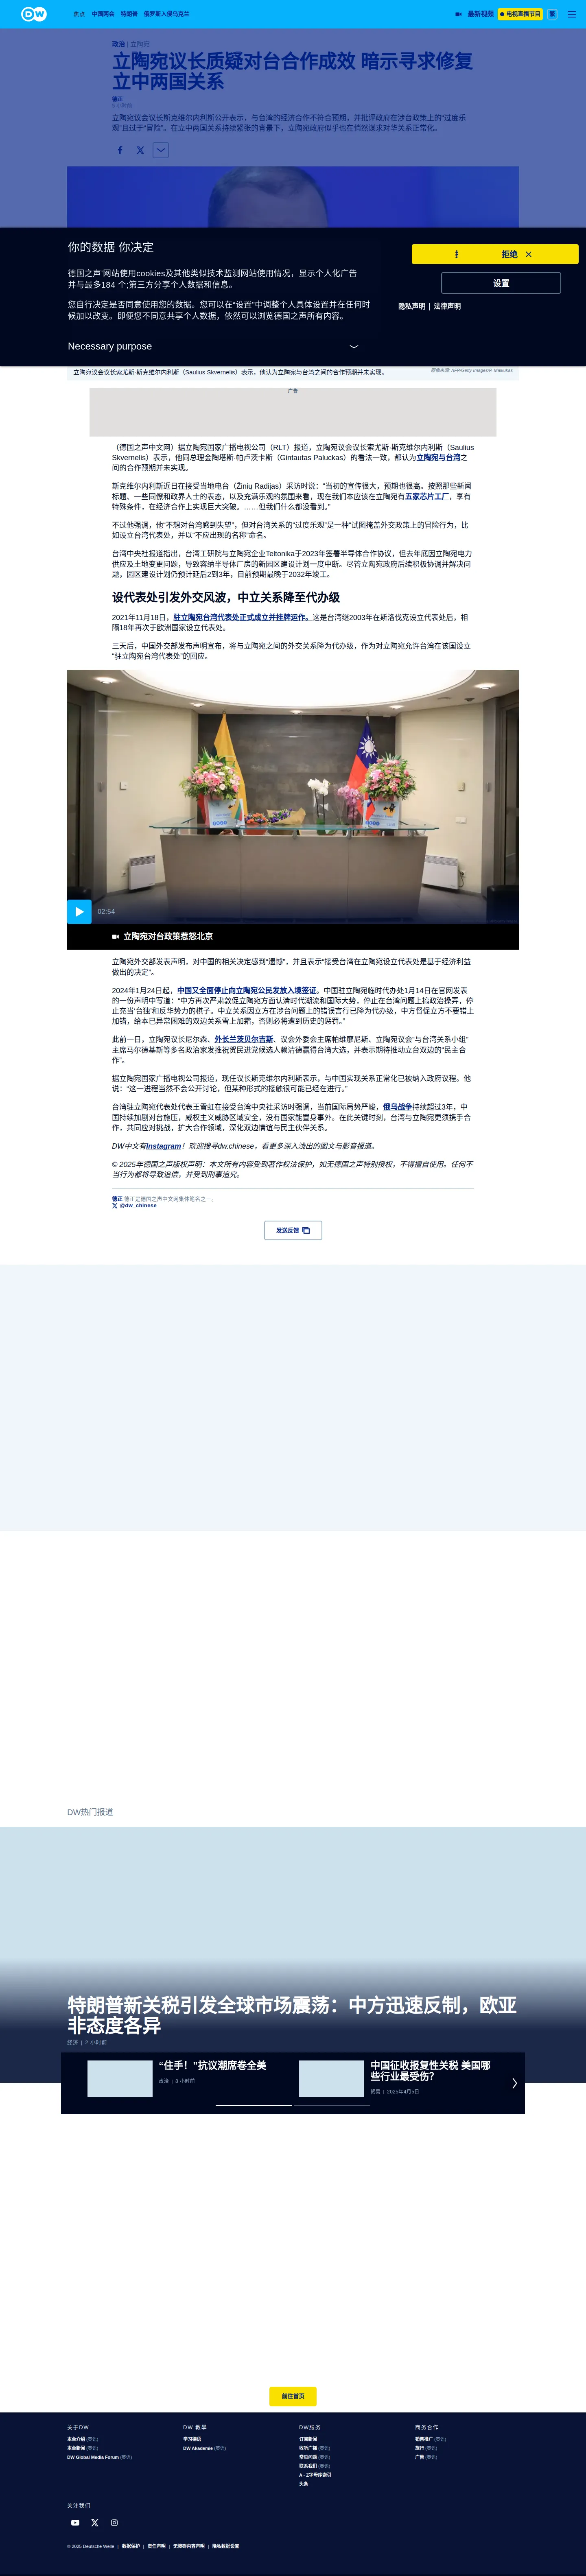 DW
焦点
中国两会
特朗普
俄罗斯入侵乌克兰
最新视频
电视直播节目
繁
政治 | 立陶宛
立陶宛议长质疑对台合作成效 暗示寻求修复
立中两国关系
德正
5 小时前
立陶宛议会议长斯克维尔内利斯公开表示，与台湾的经济合作不符合预期，并批评政府在涉台政策上的“过度乐
观”且过于“冒险”。在立中两国关系持续紧张的背景下，立陶宛政府似乎也在悄然谋求对华关系正常化。
你的数据 你决定
德国之声'网站使用cookies及其他类似技术监测网站使用情况，显示个人化广告
并与最多184 个;第三方分享个人数据和信息。
您自行决定是否同意使用您的数据。您可以在“设置”中调整个人具体设置并在任何时
候加以改变。即便您不同意共享个人数据，依然可以浏览德国之声所有内容。
Necessary purpose
拒绝
设置
隐私声明 | 法律声明
立陶宛议会议长索尤斯·斯克维尔内利斯（Saulius Skvernelis）表示，他认为立陶宛与台湾之间的合作预期并未实现。
广告
（德国之声中文网）据立陶宛国家广播电视公司（RLT）报道，立陶宛议会议长索尤斯·斯克维尔内利斯（Saulius
Skvernelis）表示，他同总理金陶塔斯·帕卢茨卡斯（Gintautas Paluckas）的看法一致，都认为立陶宛与台湾之
间的合作预期并未实现。
斯克维尔内利斯近日在接受当地电台（Žinių Radijas）采访时说：“当初的宣传很大，预期也很高。按照那些新闻
标题、一些同僚和政界人士的表态，以及充满乐观的氛围来看，现在我们本应该在立陶宛有五家芯片工厂，享有
特殊条件，在经济合作上实现巨大突破。……但我们什么都没看到。”
不过他强调，他“不想对台湾感到失望”，但对台湾关系的“过度乐观”是一种“试图掩盖外交政策上的冒险行为，比
如设立台湾代表处，并以“不应出现的名称”命名。
台湾中央社报道指出，台湾工研院与立陶宛企业Teltonika于2023年签署半导体合作协议，但去年底因立陶宛电力
供应及土地变更问题，导致容纳半导体厂房的新园区建设计划一度中断。尽管立陶宛政府后续积极协调并解决问
题，园区建设计划仍预计延后2到3年，目前预期最晚于2032年竣工。
设代表处引发外交风波，中立关系降至代办级
2021年11月18日，驻立陶宛台湾代表处正式成立并挂牌运作。这是台湾继2003年在斯洛伐克设立代表处后，相
隔18年再次于欧洲国家设立代表处。
三天后，中国外交部发布声明宣布，将与立陶宛之间的外交关系降为代办级，作为对立陶宛允许台湾在该国设立
“驻立陶宛台湾代表处”的回应。
02:54
立陶宛对台政策惹怒北京
立陶宛外交部发表声明，对中国的相关决定感到“遗憾”，并且表示“接受台湾在立陶宛设立代表处是基于经济利益
做出的决定”。
2024年1月24日起，中国又全面停止向立陶宛公民发放入境签证。中国驻立陶宛临时代办处1月14日在官网发表
的一份声明中写道：“中方再次严肃敦促立陶宛方面认清时代潮流和国际大势，停止在台湾问题上搞政治操弄，停
止充当‘台独’和反华势力的棋子。中立关系因立方在涉台问题上的错误言行已降为代办级，中方督促立方不要错上
加错，给本已异常困难的双边关系雪上加霜，否则必将遭到历史的惩罚。”
此前一日，立陶宛议长尼尔森、外长兰茨贝尔吉斯、议会外委会主席帕维廖尼斯、立陶宛议会“与台湾关系小组”
主席马尔德基斯等多名政治家发推祝贺民进党候选人赖清德赢得台湾大选，并表示期待推动立台双边的“民主合
作”。
据立陶宛国家广播电视公司报道，现任议长斯克维尔内利斯表示，与中国实现关系正常化已被纳入政府议程。他
说：“这一进程当然不会公开讨论，但某种形式的接触很可能已经在进行。”
台湾驻立陶宛代表处代表王雪虹在接受台湾中央社采访时强调，当前国际局势严峻，俄乌战争持续超过3年，中
国持续加剧对台施压，威权主义威胁区域安全，没有国家能置身事外。在此关键时刻，台湾与立陶宛更须携手合
作，共同应对挑战，扩大合作领域，深化双边情谊与民主伙伴关系。
DW中文有Instagram！欢迎搜寻dw.chinese，看更多深入浅出的图文与影音报道。
© 2025年德国之声版权声明：本文所有内容受到著作权法保护，如无德国之声特别授权，不得擅自使用。任何不
当行为都将导致追偿，并受到刑事追究。
德正 德正是德国之声中文网集体笔名之一。
@dw_chinese
发送反馈
DW热门报道
特朗普新关税引发全球市场震荡：中方迅速反制，欧亚
非态度各异
经济 | 2 小时前
“住手！”抗议潮席卷全美
政治 | 8 小时前
中国征收报复性关税 美国哪
些行业最受伤？
贸易 | 2025年4月5日
前往首页
关于DW
本台介绍 (英语)
本台新闻 (英语)
DW Global Media Forum (英语)
DW 教学
学习德语
DW Akademie (英语)
DW服务
订阅新闻
收听广播 (英语)
常见问题 (英语)
联系我们 (英语)
A - Z字母序索引
头条
商务合作
销售推广 (英语)
旅行 (英语)
广告 (英语)
关注我们
© 2025 Deutsche Welle | 数据保护 | 责任声明 | 无障碍内容声明 | 隐私数据设置